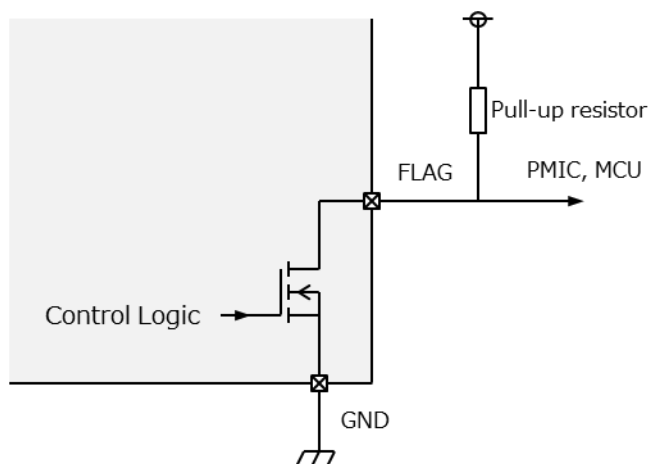 Pull-up resistor
FLAG
PMIC, MCU
Control Logic
GND